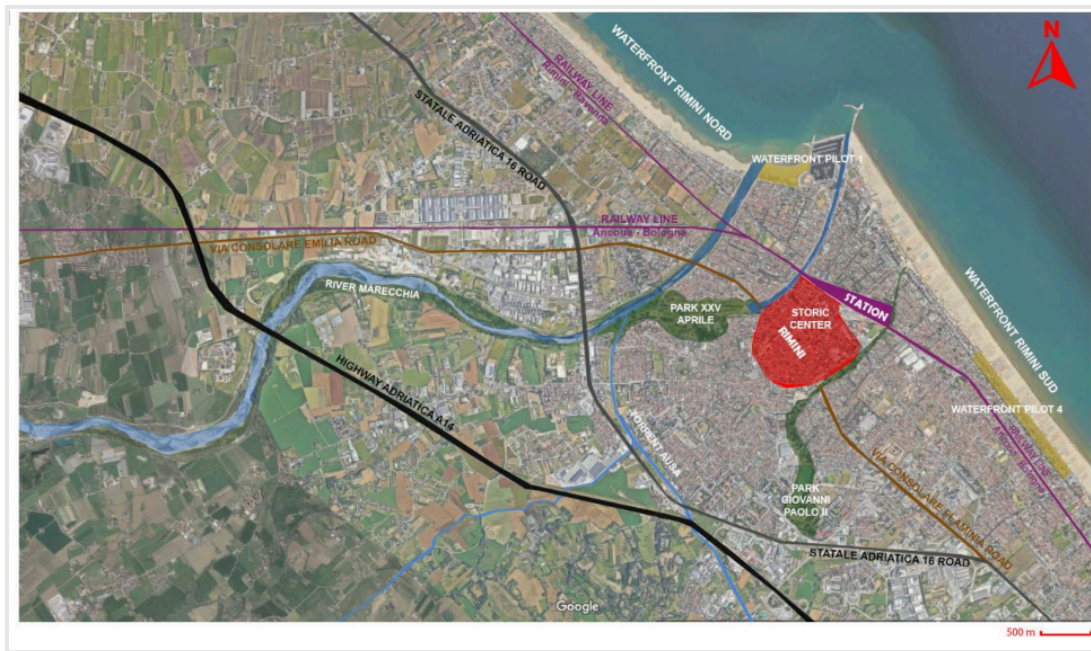 N
WATERFRONT RIMINI NORD
RAILWAY LINE
Rimini - Ravenna
STATALE ADRIATICA 16 ROAD
WATERFRONT PILOT 1
RAILWAY LINE
Ancona - Bologna
VIA CONSOLARE EMILIA ROAD
RIVER MARECCHIA
PARK XXV
APRILE
STATION
STORIC
CENTER
RIMINI
WATERFRONT RIMINI SUD
HIGHWAY ADRIATICA A14
WATERFRONT PILOT 4
RAILWAY LINE
Ancona - Bologna
TORRENT AUSA
VIA CONSOLARE FLAMINIA ROAD
PARK
GIOVANNI
PAOLO II
STATALE ADRIATICA 16 ROAD
Google
500 m